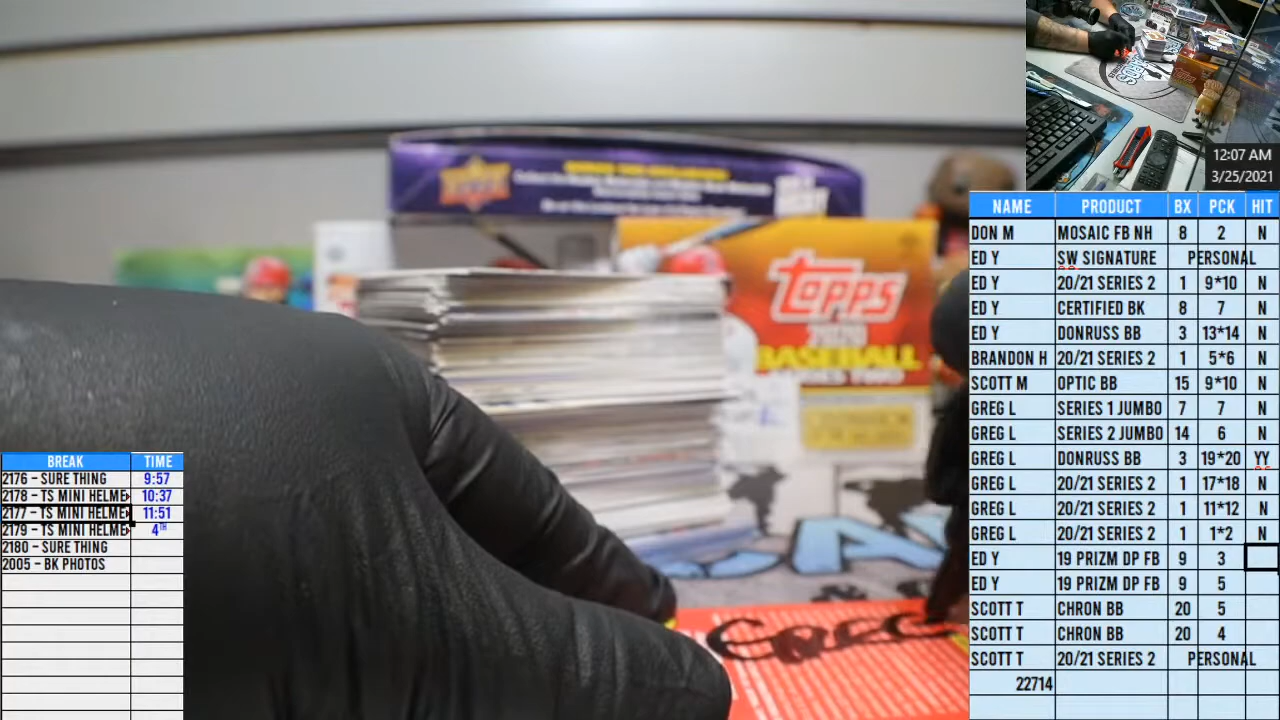 12:07 AM
3/25/2021
NAME PRODUCT BX PCK HIT
DON M MOSAIC FB NH 8 2 N
ED Y SW SIGNATURE PERSONAL
ED Y 20/21 SERIES 2 1 9*10 N
ED Y CERTIFIED BK 8 7 N
ED Y DONRUSS BB 3 13*14 N
BRANDON H 20/21 SERIES 2 1 5*6 N
SCOTT M OPTIC BB 15 9*10 N
GREG L SERIES 1 JUMBO 7 7 N
GREG L SERIES 2 JUMBO 14 6 N
GREG L DONRUSS BB 3 19*20 YY
GREG L 20/21 SERIES 2 1 17*18 N
GREG L 20/21 SERIES 2 1 11*12 N
GREG L 20/21 SERIES 2 1 1*2 N
ED Y 19 PRIZM DP FB 9 3
ED Y 19 PRIZM DP FB 9 5
SCOTT T CHRON BB 20 5
SCOTT T CHRON BB 20 4
SCOTT T 20/21 SERIES 2 PERSONAL
22714
topps
2020
BASEBALL
SERIES TWO
Greg
BREAK TIME
2176 – SURE THING 9:57
2178 – TS MINI HELME 10:37
2177 – TS MINI HELME 11:51
2179 – TS MINI HELME 4TH
2180 – SURE THING
2005 – BK PHOTOS